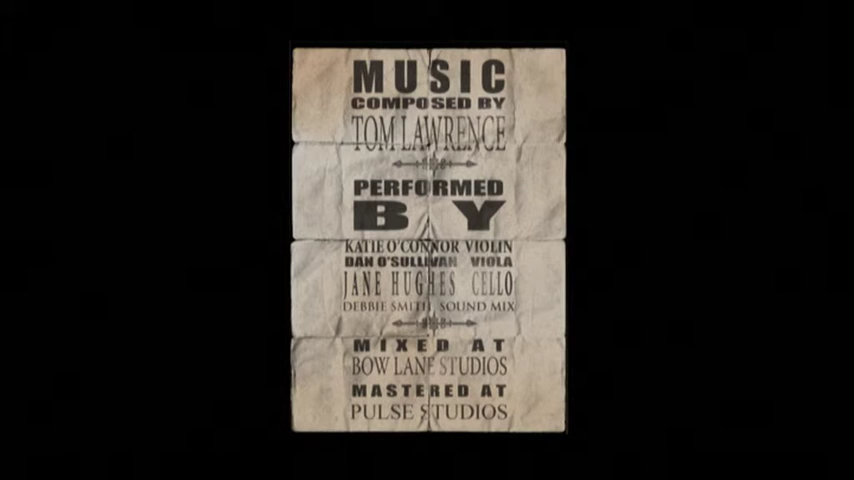 MUSIC
COMPOSED BY
TOM LAWRENCE
PERFORMED
BY
KATIE O'CONNOR VIOLIN
DAN O'SULLIVAN VIOLA
JANE HUGHES CELLO
DEBBIE SMITH SOUND MIX
MIXED AT
BOW LANE STUDIOS
MASTERED AT
PULSE STUDIOS